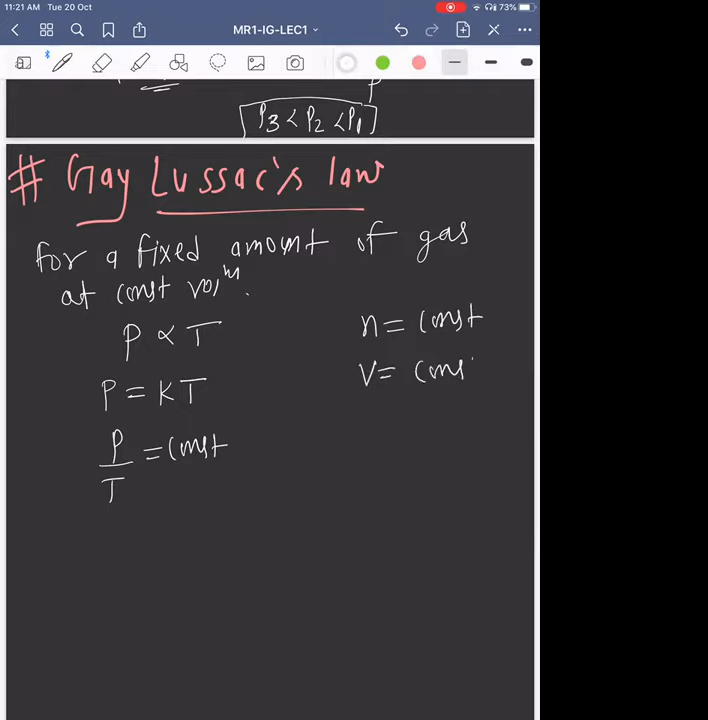 11:21 AM Tue 20 Oct
73%
MR1-IG-LEC1
P
P3 < P2 < P1
# Gay Lussac's law
For a fixed amount of gas
at const volm.
P ∝ T
n = const
P = KT
V = cons
P/T = const